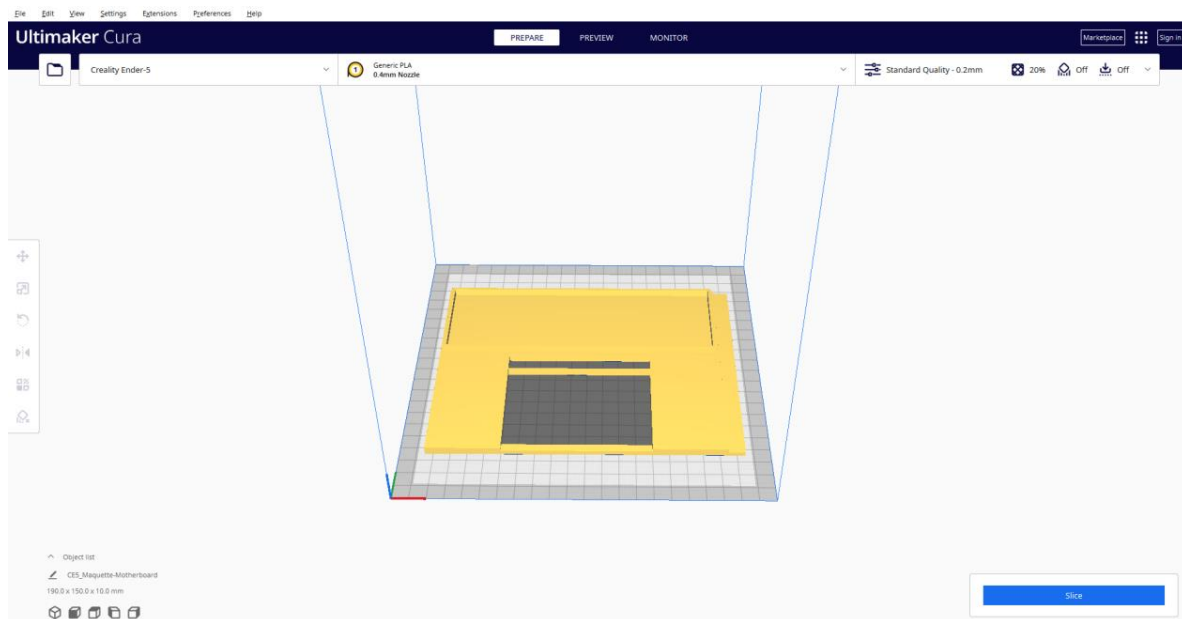 File Edit View Settings Extensions Preferences Help
Ultimaker Cura PREPARE PREVIEW MONITOR Marketplace Sign in
Creality Ender-5
1
Generic PLA
0.4mm Nozzle
Standard Quality - 0.2mm 20% Off Off
Object list
CE5_Maquette-Motherboard
190.0 x 150.0 x 10.0 mm
Slice